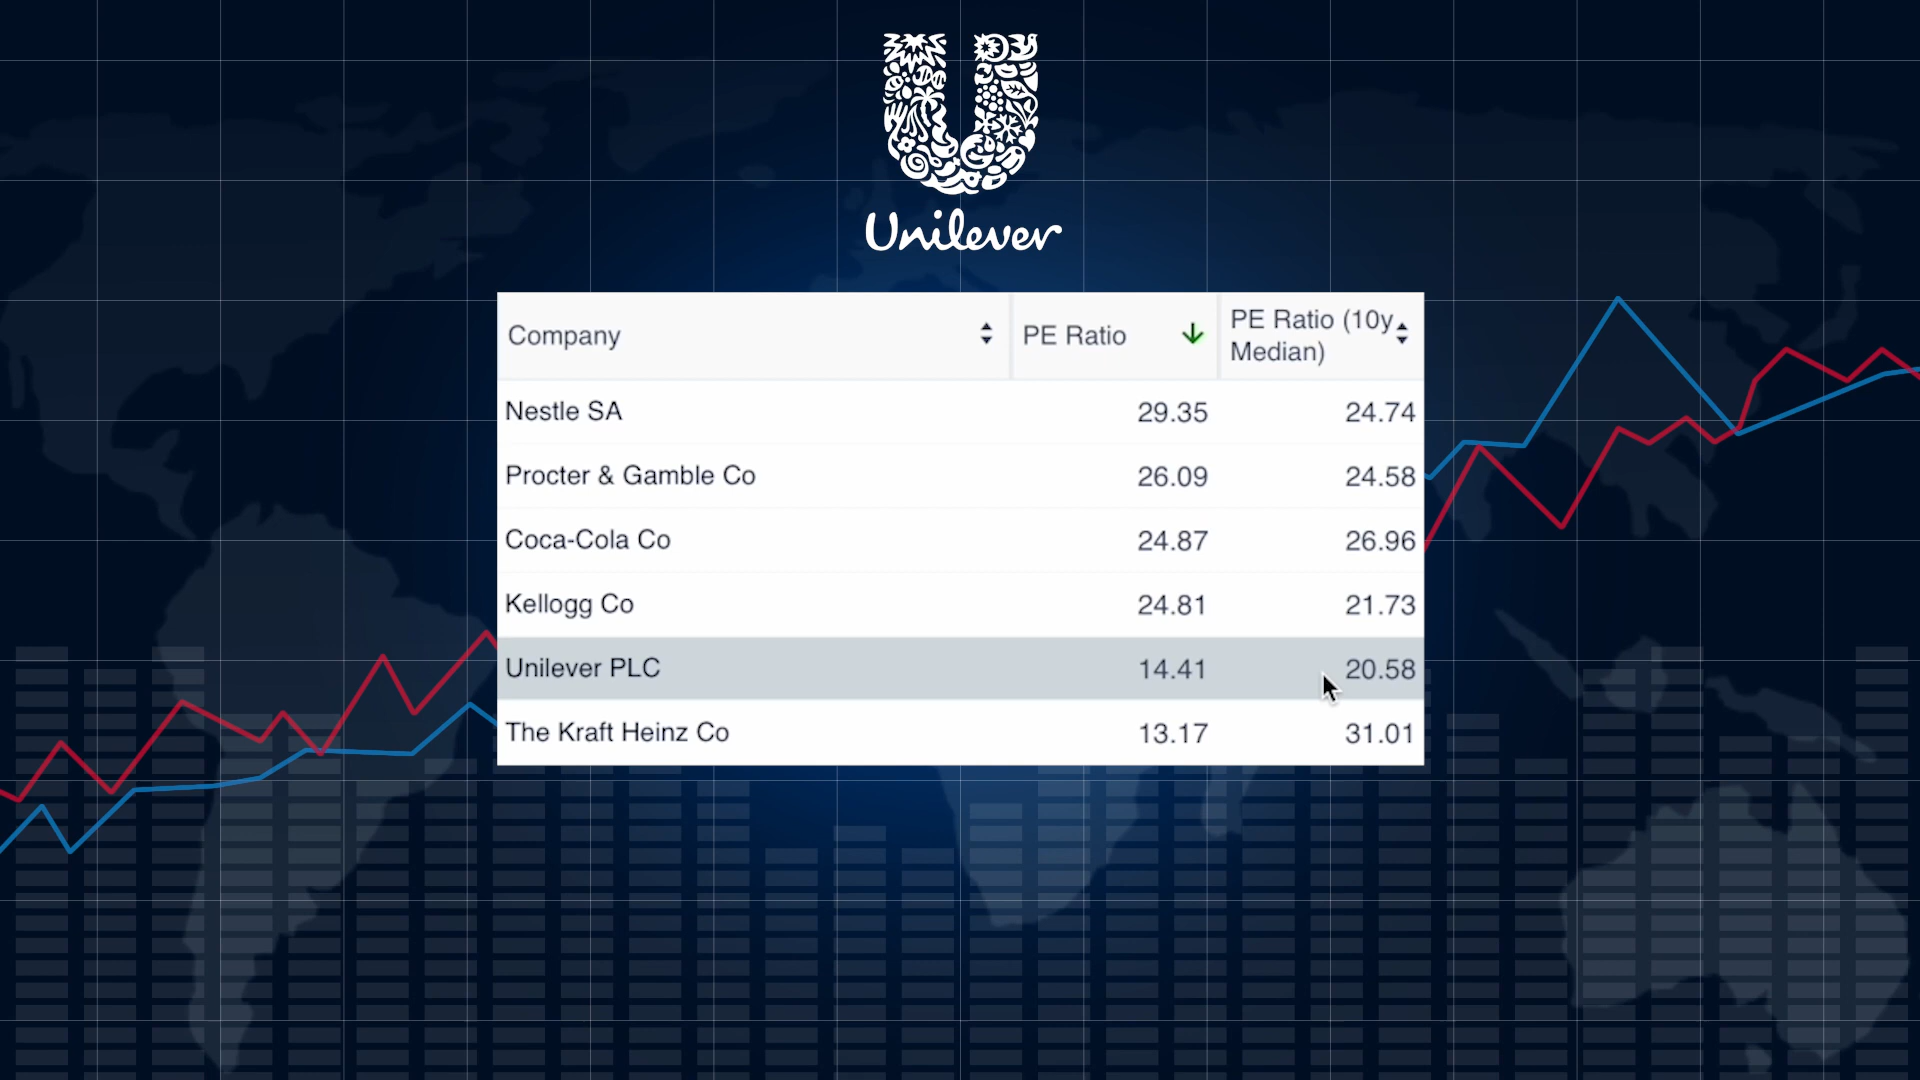 Unilever
Company PE Ratio PE Ratio (10y
Median)
Nestle SA 29.35 24.74
Procter & Gamble Co 26.09 24.58
Coca-Cola Co 24.87 26.96
Kellogg Co 24.81 21.73
Unilever PLC 14.41 20.58
The Kraft Heinz Co 13.17 31.01